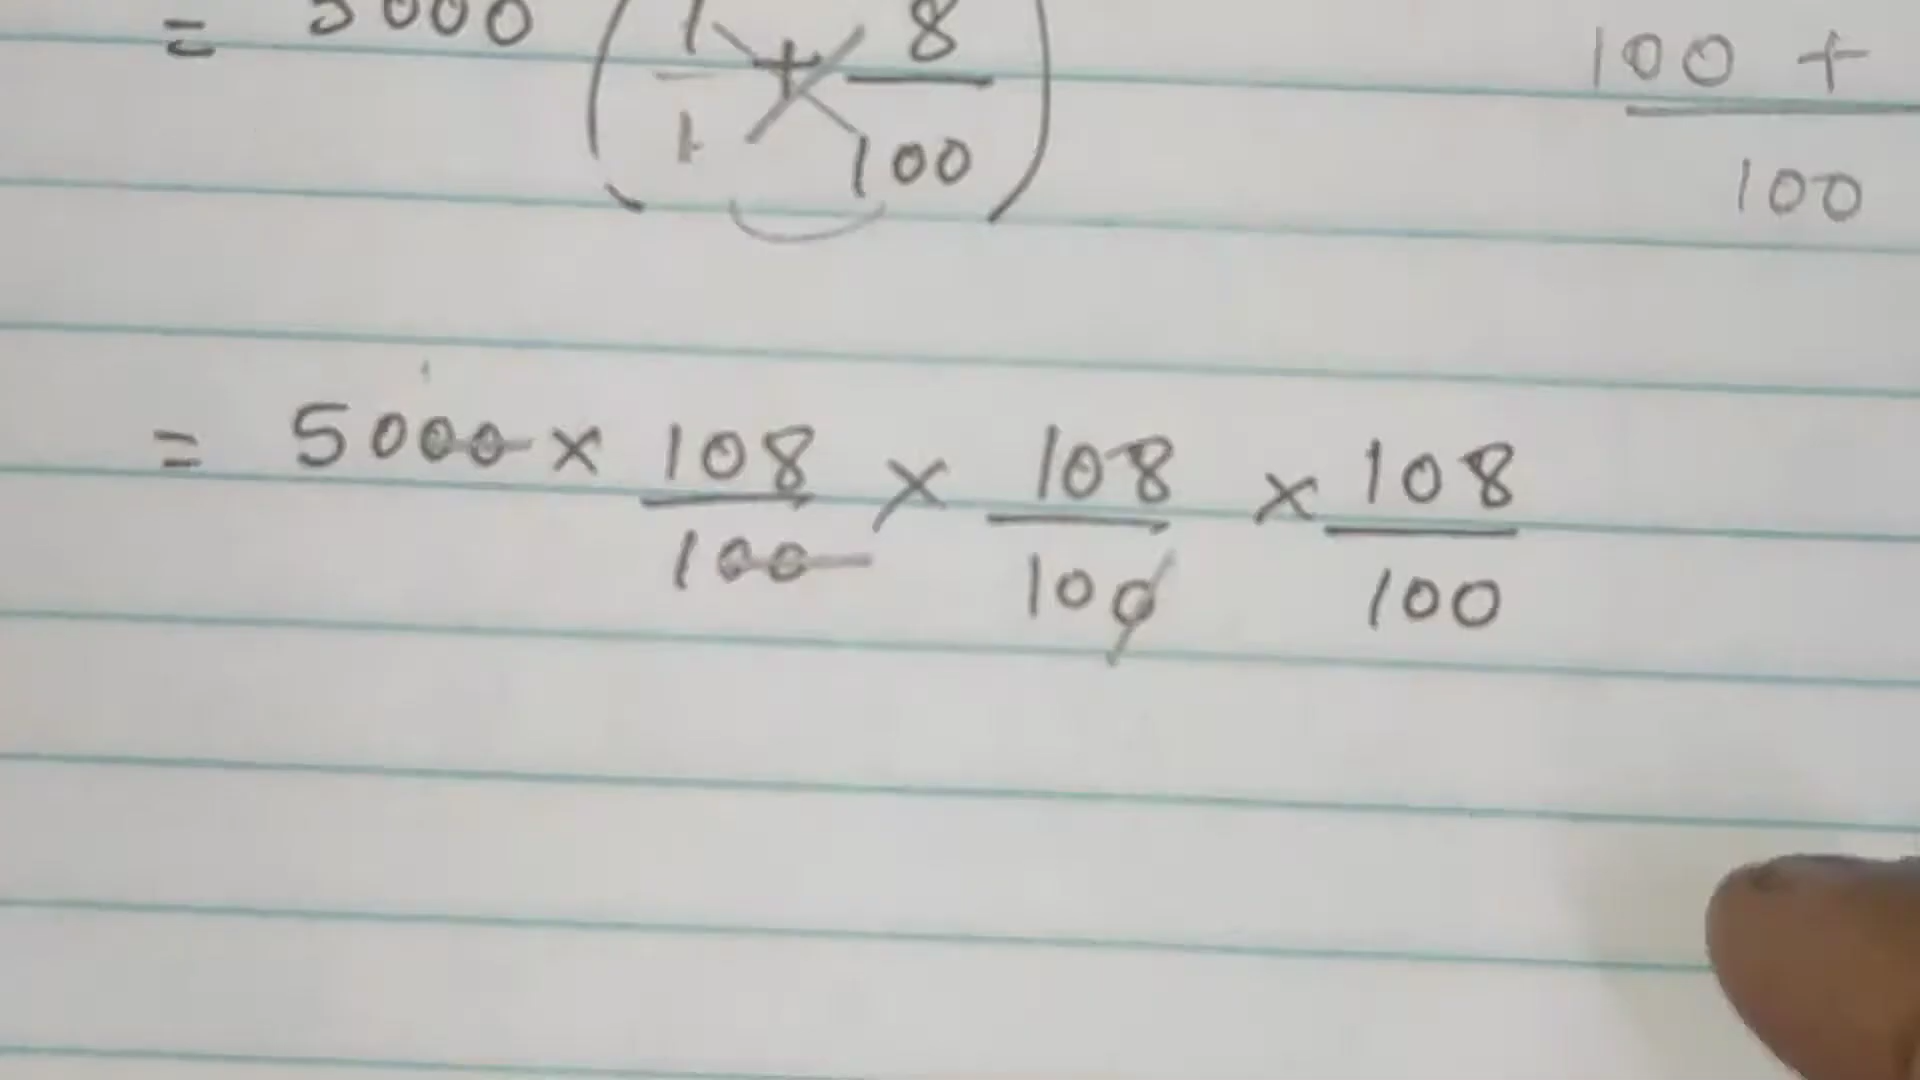 = 5000 ( 1/1 + 8/100 )
100 + / 100
= 5000 × 108/100 × 108/100 × 108/100